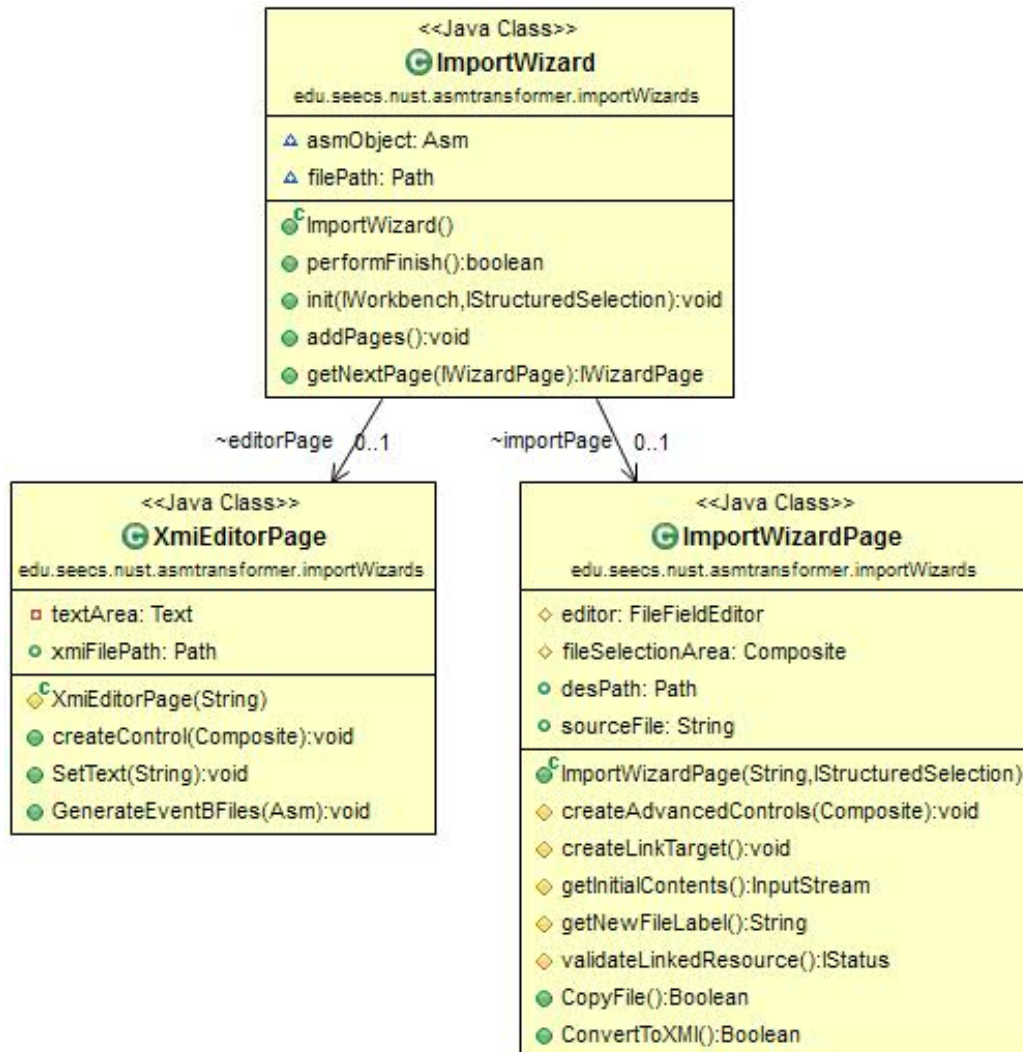 <<Java Class>>
C ImportWizard
edu.seecs.nust.asmtransformer.importWizards
asmObject: Asm
filePath: Path
C ImportWizard()
performFinish():boolean
init(IWorkbench,IStructuredSelection):void
addPages():void
getNextPage(IWizardPage):IWizardPage
~editorPage 0..1
~importPage 0..1
<<Java Class>>
C XmiEditorPage
edu.seecs.nust.asmtransformer.importWizards
textArea: Text
xmiFilePath: Path
C XmiEditorPage(String)
createControl(Composite):void
SetText(String):void
GenerateEventBFiles(Asm):void
<<Java Class>>
C ImportWizardPage
edu.seecs.nust.asmtransformer.importWizards
editor: FileFieldEditor
fileSelectionArea: Composite
desPath: Path
sourceFile: String
C ImportWizardPage(String,IStructuredSelection)
createAdvancedControls(Composite):void
createLinkTarget():void
getInitialContents():InputStream
getNewFileLabel():String
validateLinkedResource():IStatus
CopyFile():Boolean
ConvertToXMI():Boolean